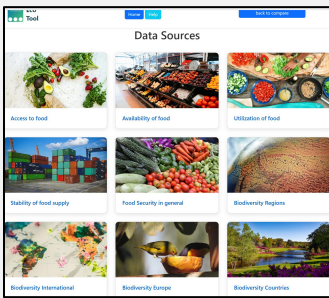 Tool
Home Help
back to compare
Data Sources
Access to food
Availability of food
Utilization of food
Stability of food supply
Food Security in general
Biodiversity Regions
Biodiversity International
Biodiversity Europe
Biodiversity Countries